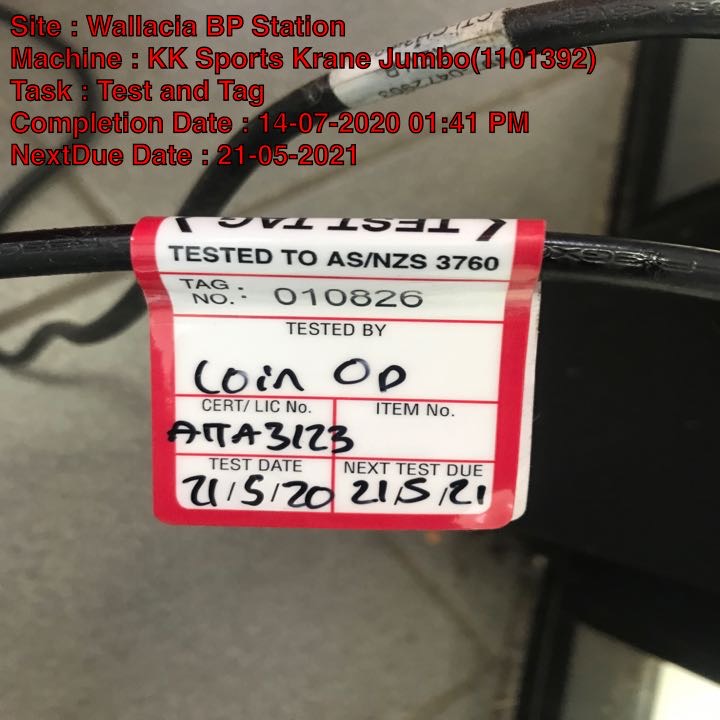 Site : Wallacia BP Station
Machine : KK Sports Krane Jumbo(1101392)
Task : Test and Tag
Completion Date : 14-07-2020 01:41 PM
NextDue Date : 21-05-2021
TEST TAG
TESTED TO AS/NZS 3760
TAG NO.: 010826
TESTED BY
Coin Op
CERT/ LIC No. ITEM No.
ATTA3123
TEST DATE NEXT TEST DUE
21/5/20 21/5/21